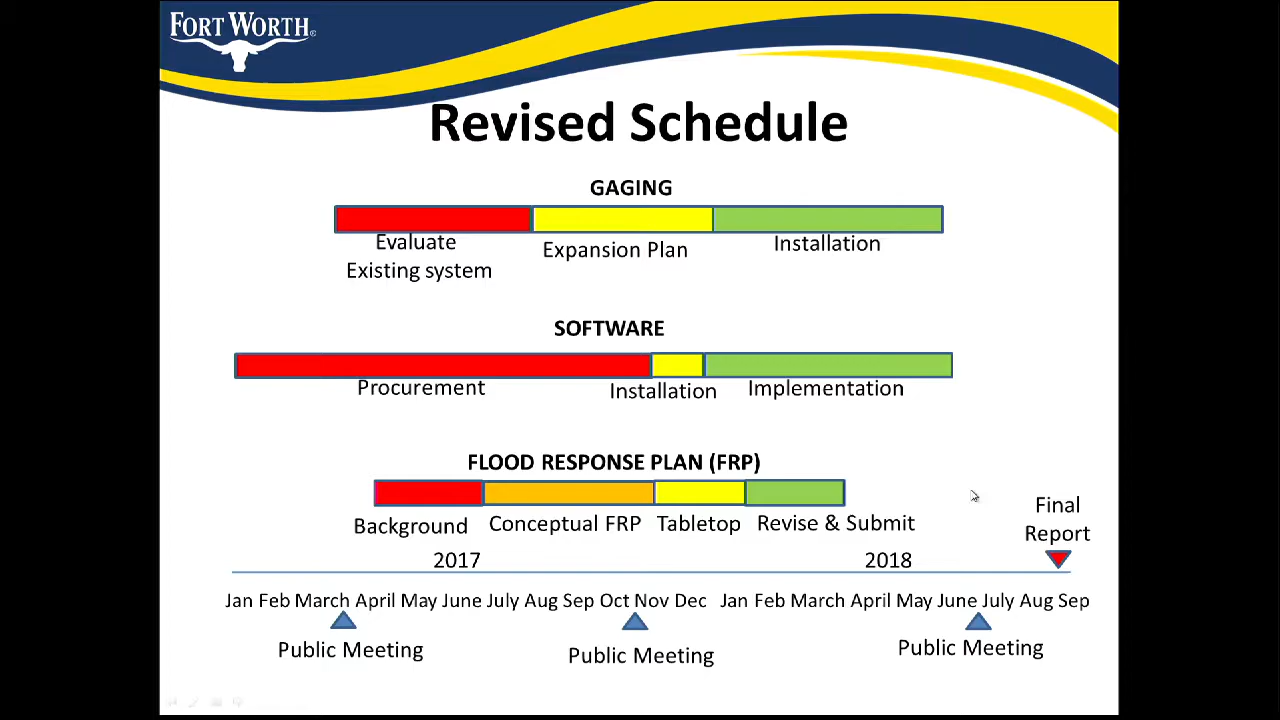 FORT WORTH®
Revised Schedule
GAGING
Evaluate
Existing system
Expansion Plan
Installation
SOFTWARE
Procurement
Installation
Implementation
FLOOD RESPONSE PLAN (FRP)
Background
Conceptual FRP
Tabletop
Revise & Submit
Final
Report
2017
2018
Jan Feb March April May June July Aug Sep Oct Nov Dec Jan Feb March April May June July Aug Sep
Public Meeting
Public Meeting
Public Meeting